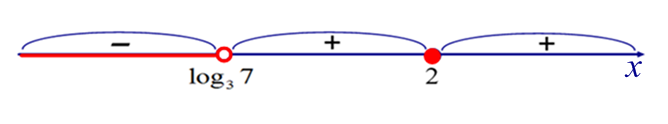 − + +
log₃ 7 2 x